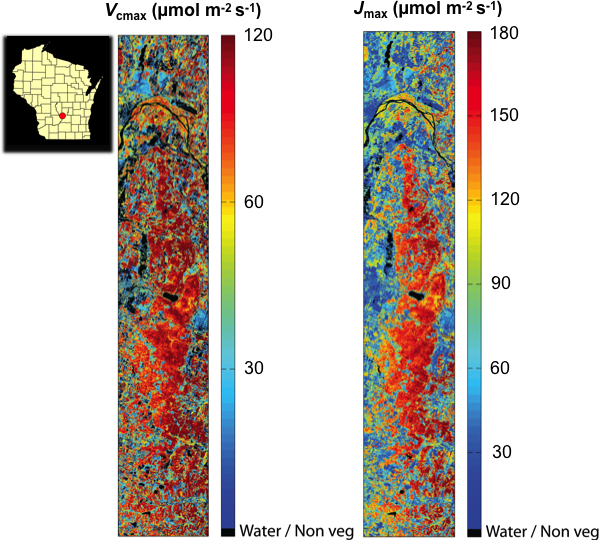 Vcmax (µmol m-2 s-1)
Jmax (µmol m-2 s-1)
120
60
30
Water / Non veg
180
150
120
90
60
30
Water / Non veg